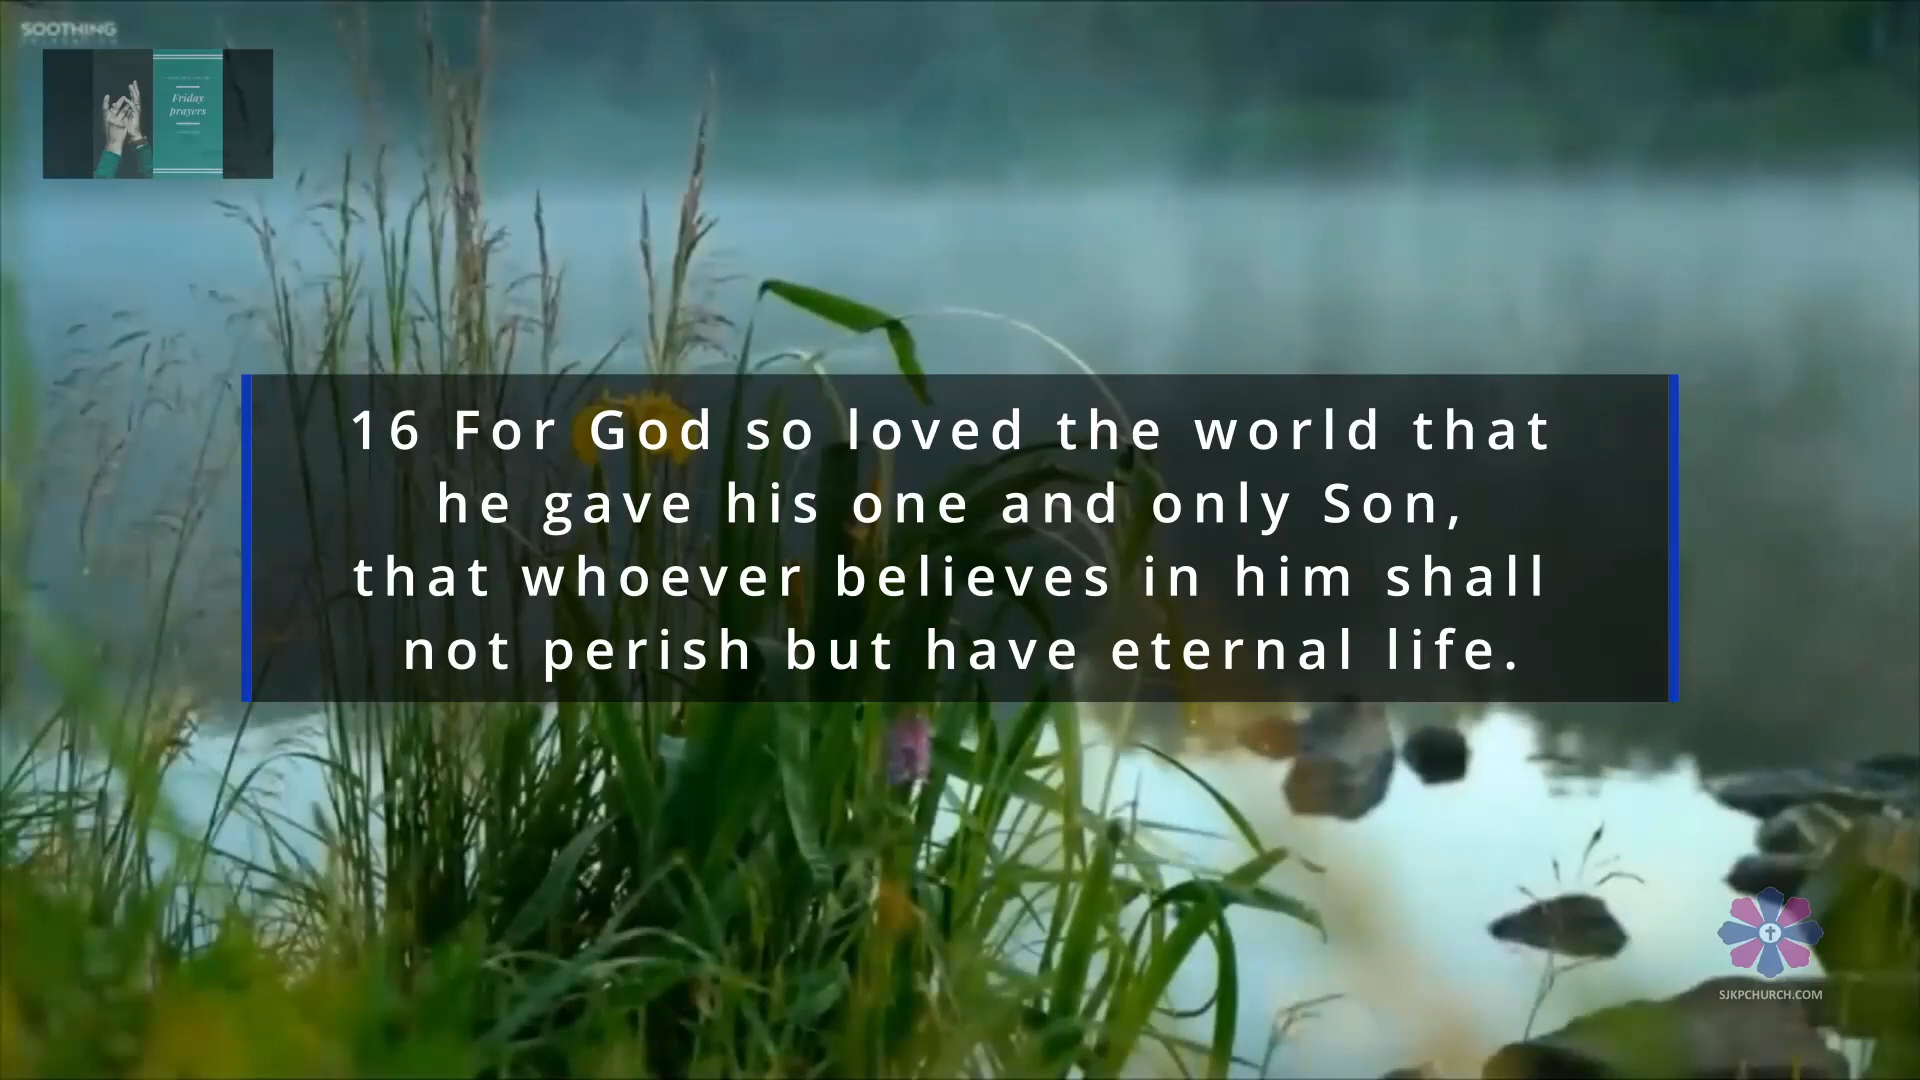 SOOTHING
Friday
prayers
16 For God so loved the world that
he gave his one and only Son,
that whoever believes in him shall
not perish but have eternal life.
SJKPCHURCH.COM